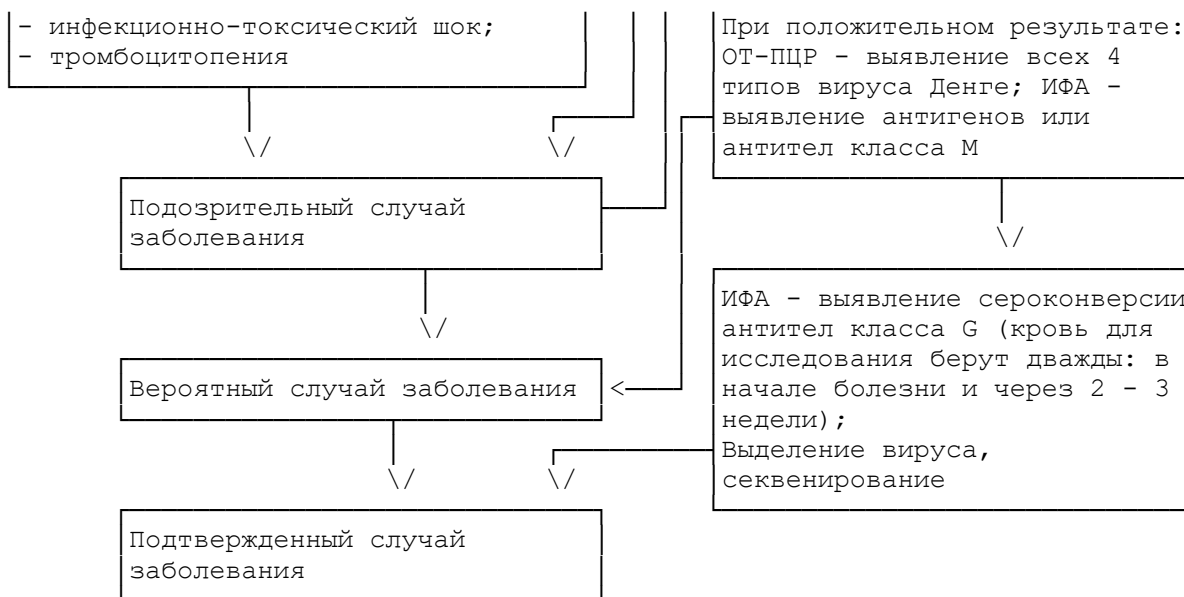 - инфекционно-токсический шок;
- тромбоцитопения
При положительном результате:
ОТ-ПЦР - выявление всех 4
типов вируса Денге; ИФА -
выявление антигенов или
антител класса М
Подозрительный случай
заболевания
ИФА - выявление сероконверсии
антител класса G (кровь для
исследования берут дважды: в
начале болезни и через 2 - 3
недели);
Выделение вируса,
секвенирование
Вероятный случай заболевания
Подтвержденный случай
заболевания